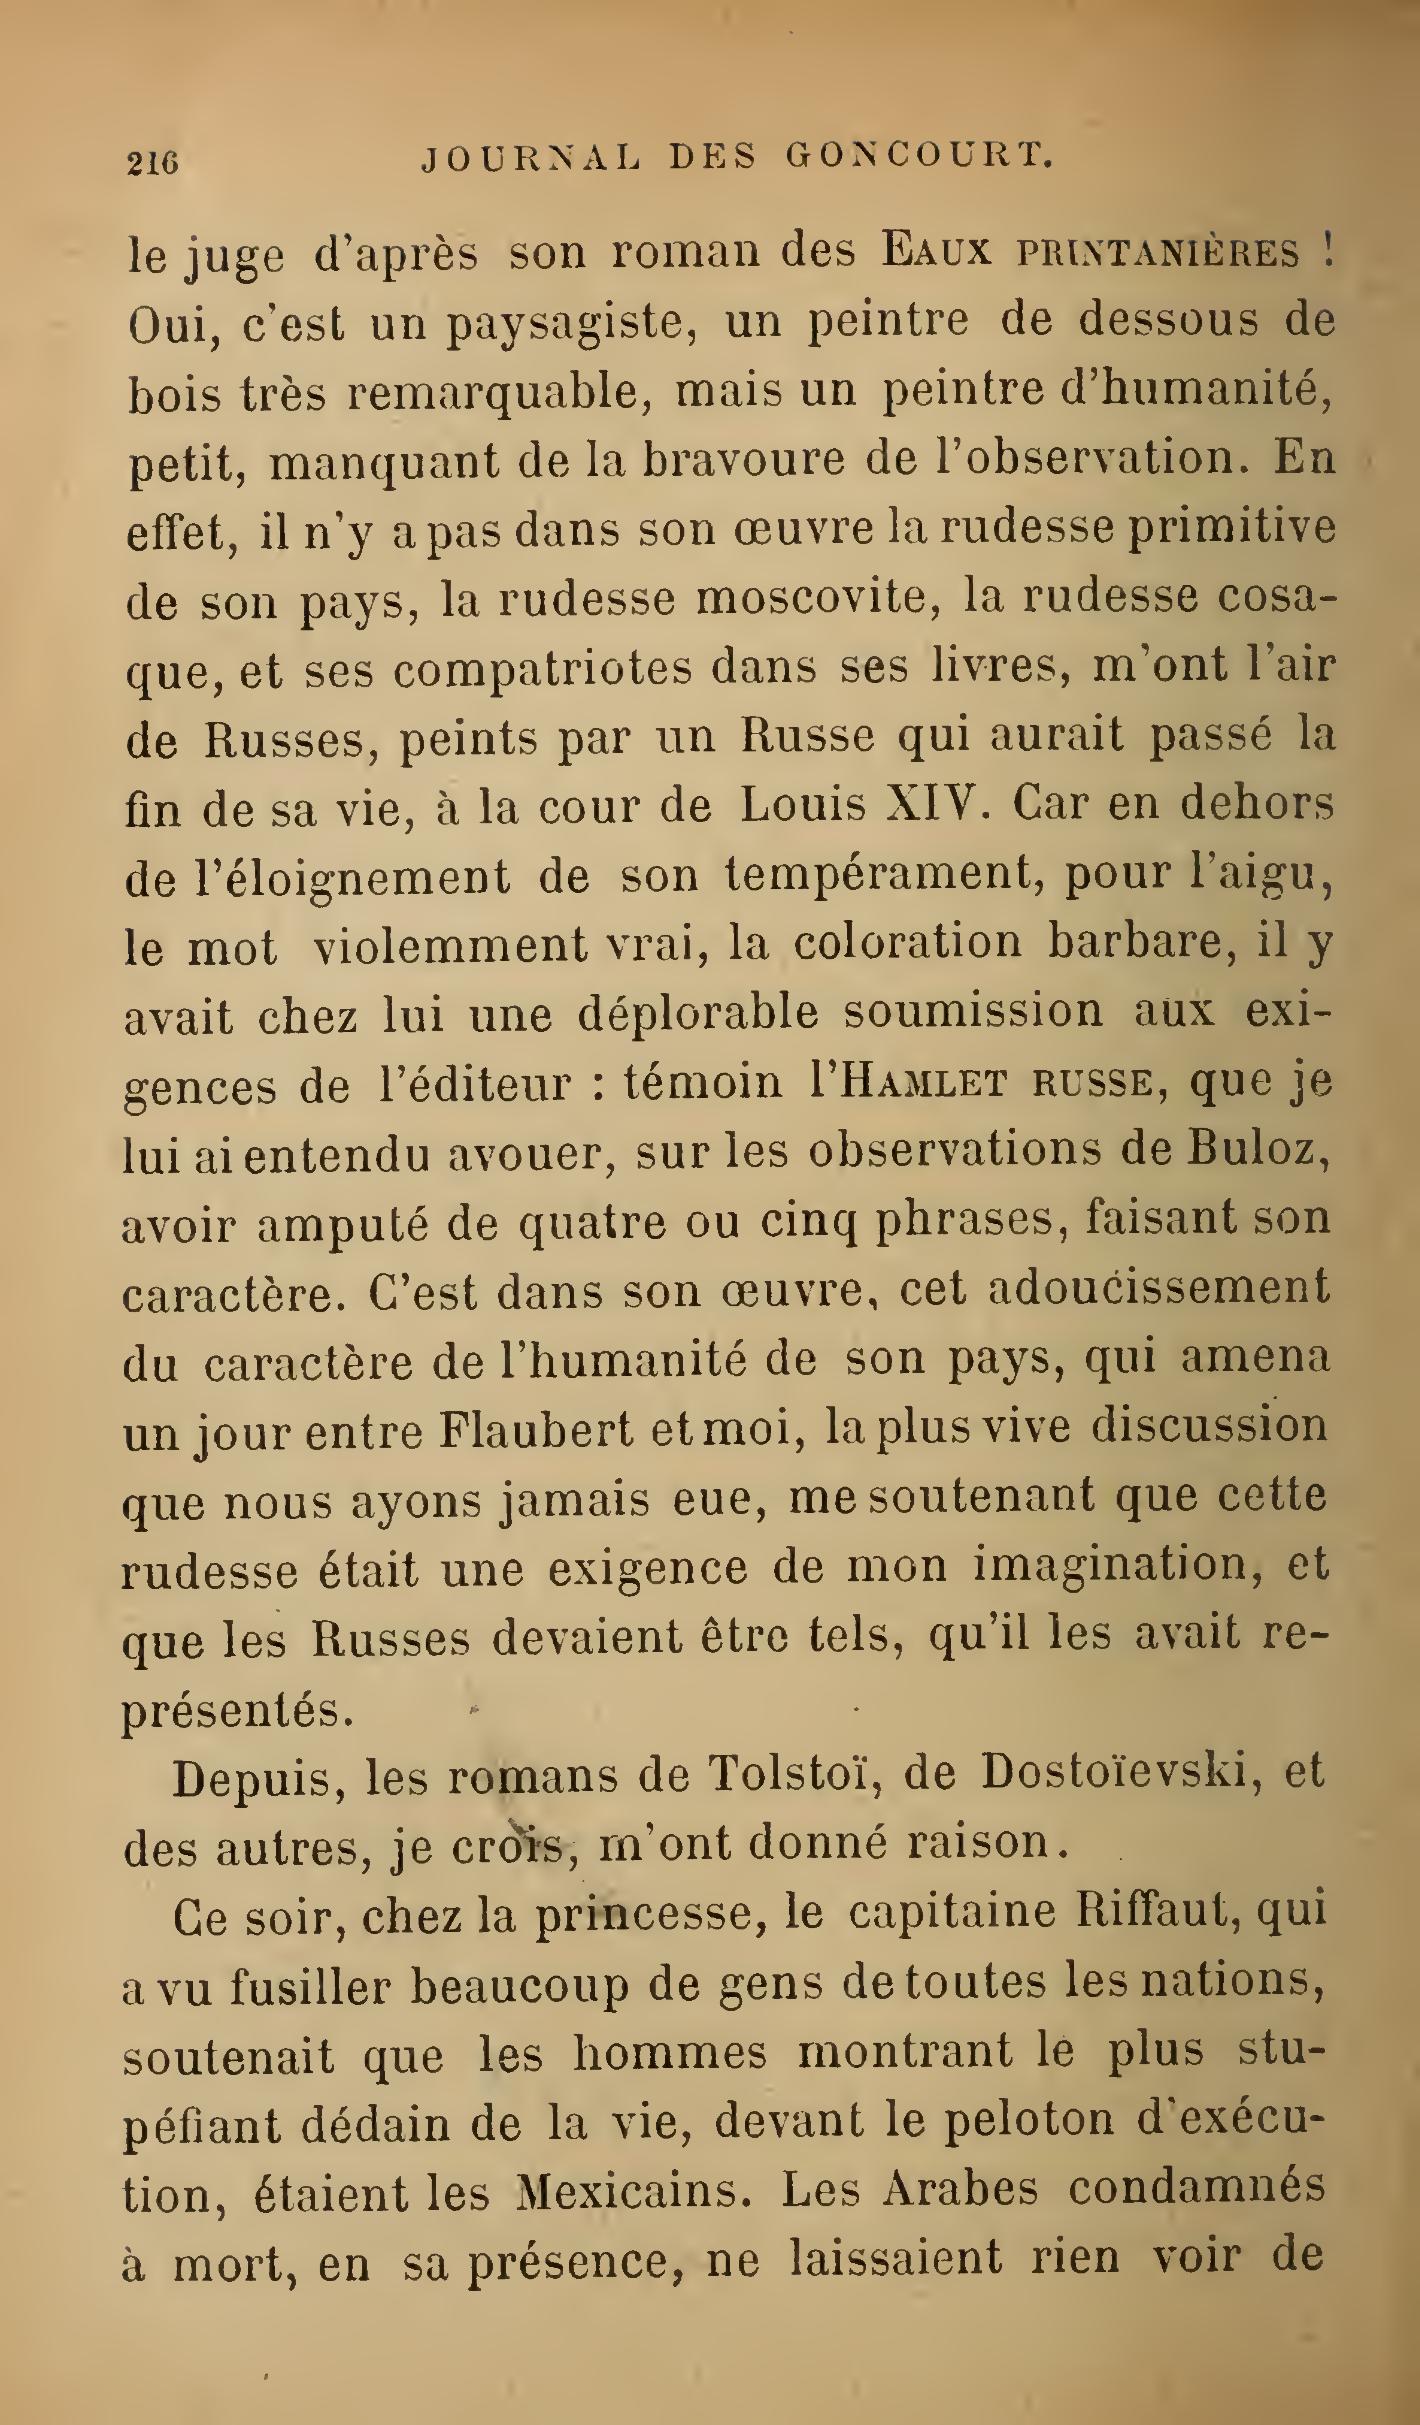 216 JOURNAL DES GONCOURT.
le juge d'après son roman des EAUX PRINTANIÈRES !
Oui, c'est un paysagiste, un peintre de dessous de
bois très remarquable, mais un peintre d'humanité,
petit, manquant de la bravoure de l'observation. En
effet, il n'y a pas dans son œuvre la rudesse primitive
de son pays, la rudesse moscovite, la rudesse cosa-
que, et ses compatriotes dans ses livres, m'ont l'air
de Russes, peints par un Russe qui aurait passé la
fin de sa vie, à la cour de Louis XIV. Car en dehors
de l'éloignement de son tempérament, pour l'aigu,
le mot violemment vrai, la coloration barbare, il y
avait chez lui une déplorable soumission aux exi-
gences de l'éditeur : témoin l'HAMLET RUSSE, que je
lui ai entendu avouer, sur les observations de Buloz,
avoir amputé de quatre ou cinq phrases, faisant son
caractère. C'est dans son œuvre, cet adoucissement
du caractère de l'humanité de son pays, qui amena
un jour entre Flaubert et moi, la plus vive discussion
que nous ayons jamais eue, me soutenant que cette
rudesse était une exigence de mon imagination, et
que les Russes devaient être tels, qu'il les avait re-
présentés.
Depuis, les romans de Tolstoï, de Dostoïevski, et
des autres, je crois, m'ont donné raison.
Ce soir, chez la princesse, le capitaine Riffaut, qui
a vu fusiller beaucoup de gens de toutes les nations,
soutenait que les hommes montrant le plus stu-
péfiant dédain de la vie, devant le peloton d'exécu-
tion, étaient les Mexicains. Les Arabes condamnés
à mort, en sa présence, ne laissaient rien voir de